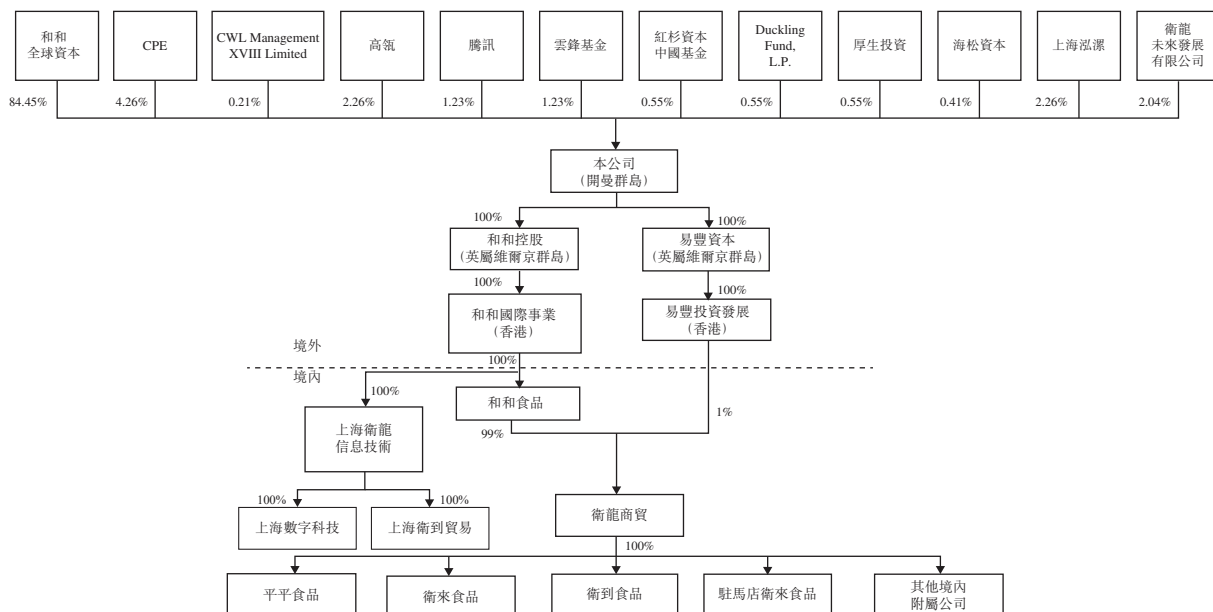 和和
全球資本
CPE
CWL Management
XVIII Limited
高瓴
騰訊
雲鋒基金
紅杉資本
中國基金
Duckling
Fund,
L.P.
厚生投資
海松資本
上海泓漯
衛龍
未來發展
有限公司
84.45%
4.26%
0.21%
2.26%
1.23%
1.23%
0.55%
0.55%
0.55%
0.41%
2.26%
2.04%
本公司
(開曼群島)
100%
100%
和和控股
(英屬維爾京群島)
易豐資本
(英屬維爾京群島)
100%
100%
和和國際事業
(香港)
易豐投資發展
(香港)
境外
100%
境內
100%
和和食品
上海衛龍
信息技術
99%
1%
100%
100%
上海數字科技
上海衛到貿易
衛龍商貿
100%
平平食品
衛來食品
衛到食品
駐馬店衛來食品
其他境內
附屬公司